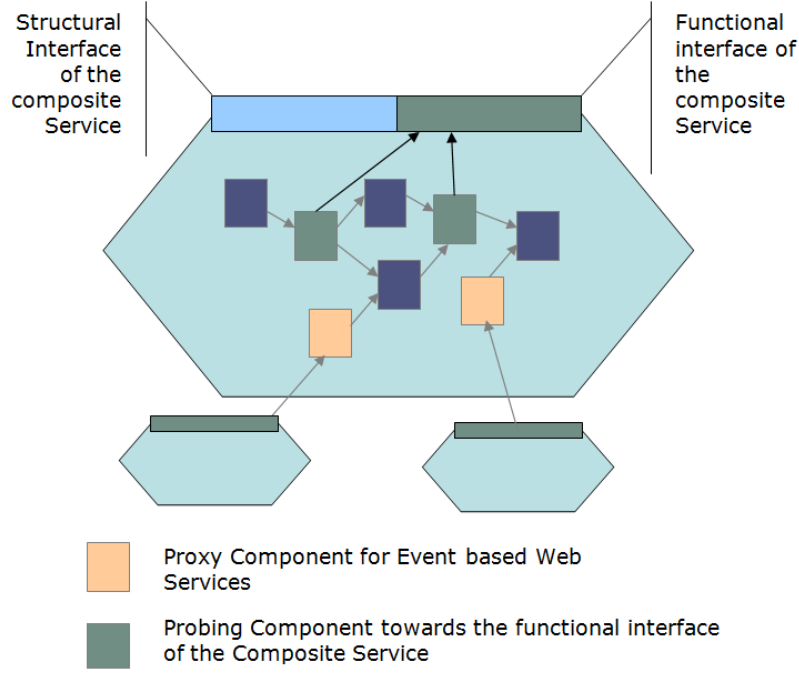 Structural
Interface
of the
composite
Service
Functional
interface of
the
composite
Service
Proxy Component for Event based Web
Services
Probing Component towards the functional interface
of the Composite Service